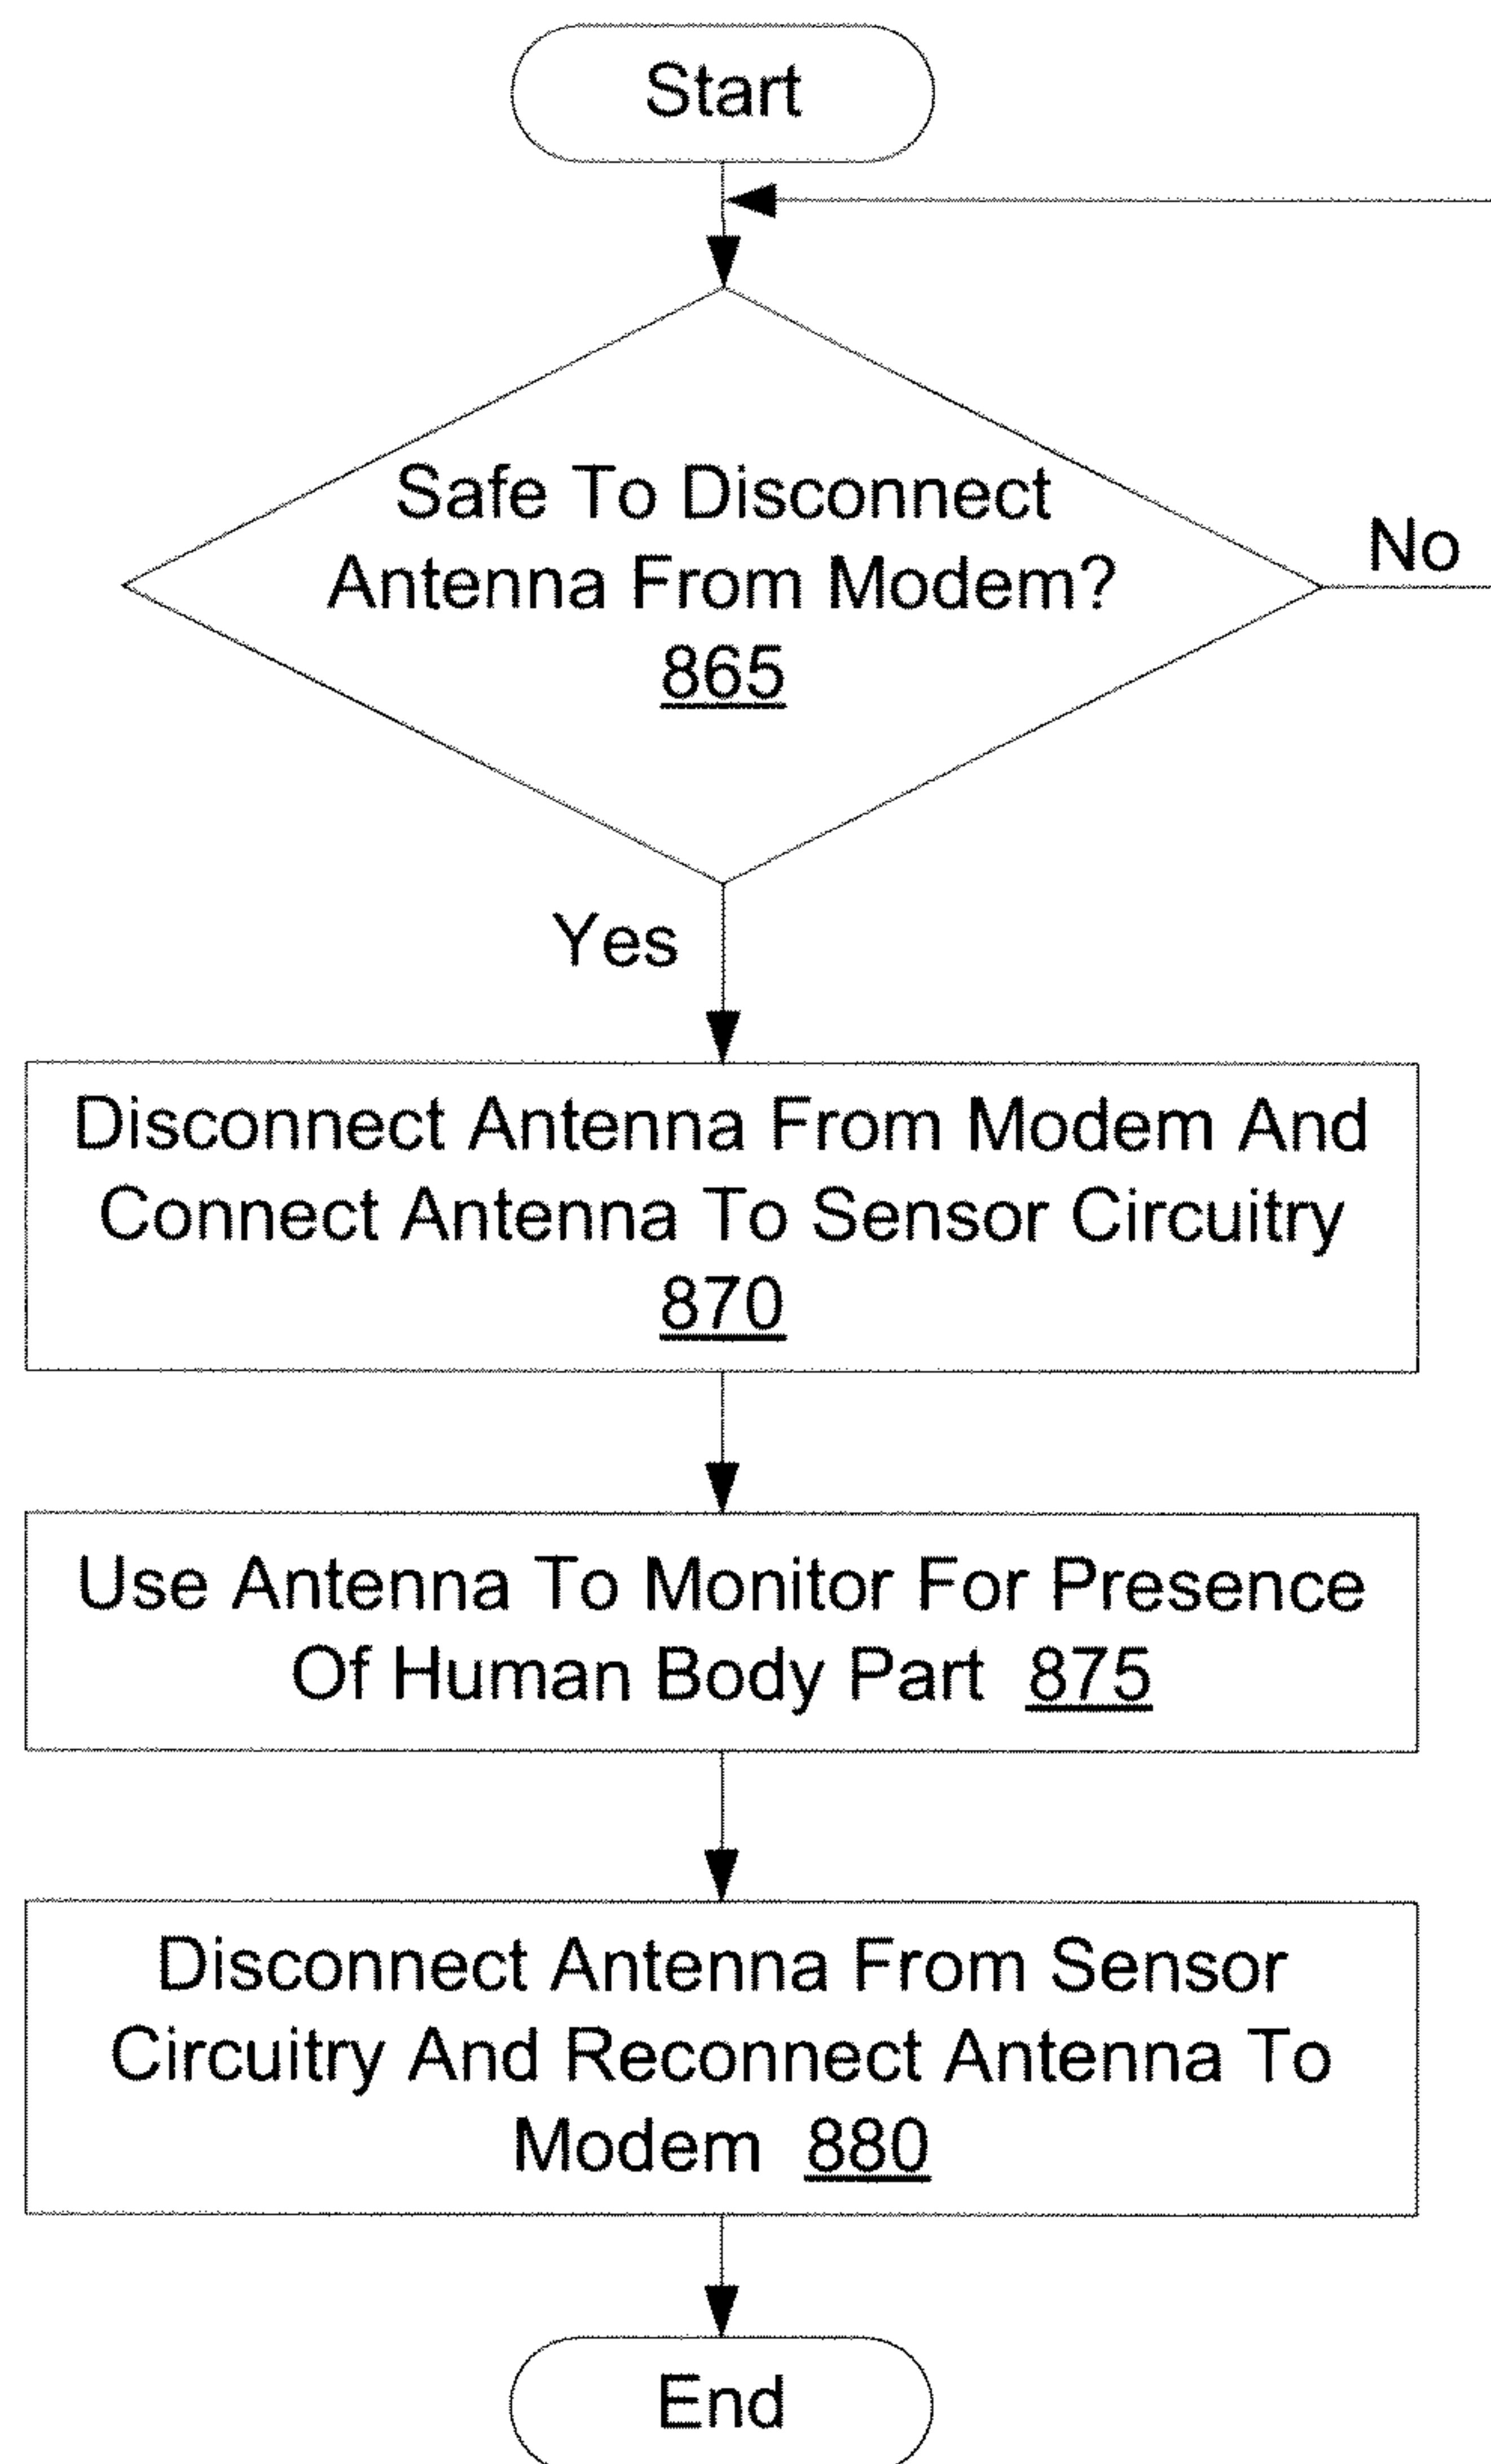 Start
Safe To Disconnect
Antenna From Modem?
865
No
Yes
Disconnect Antenna From Modem And
Connect Antenna To Sensor Circuitry
870
Use Antenna To Monitor For Presence
Of Human Body Part 875
Disconnect Antenna From Sensor
Circuitry And Reconnect Antenna To
Modem 880
End